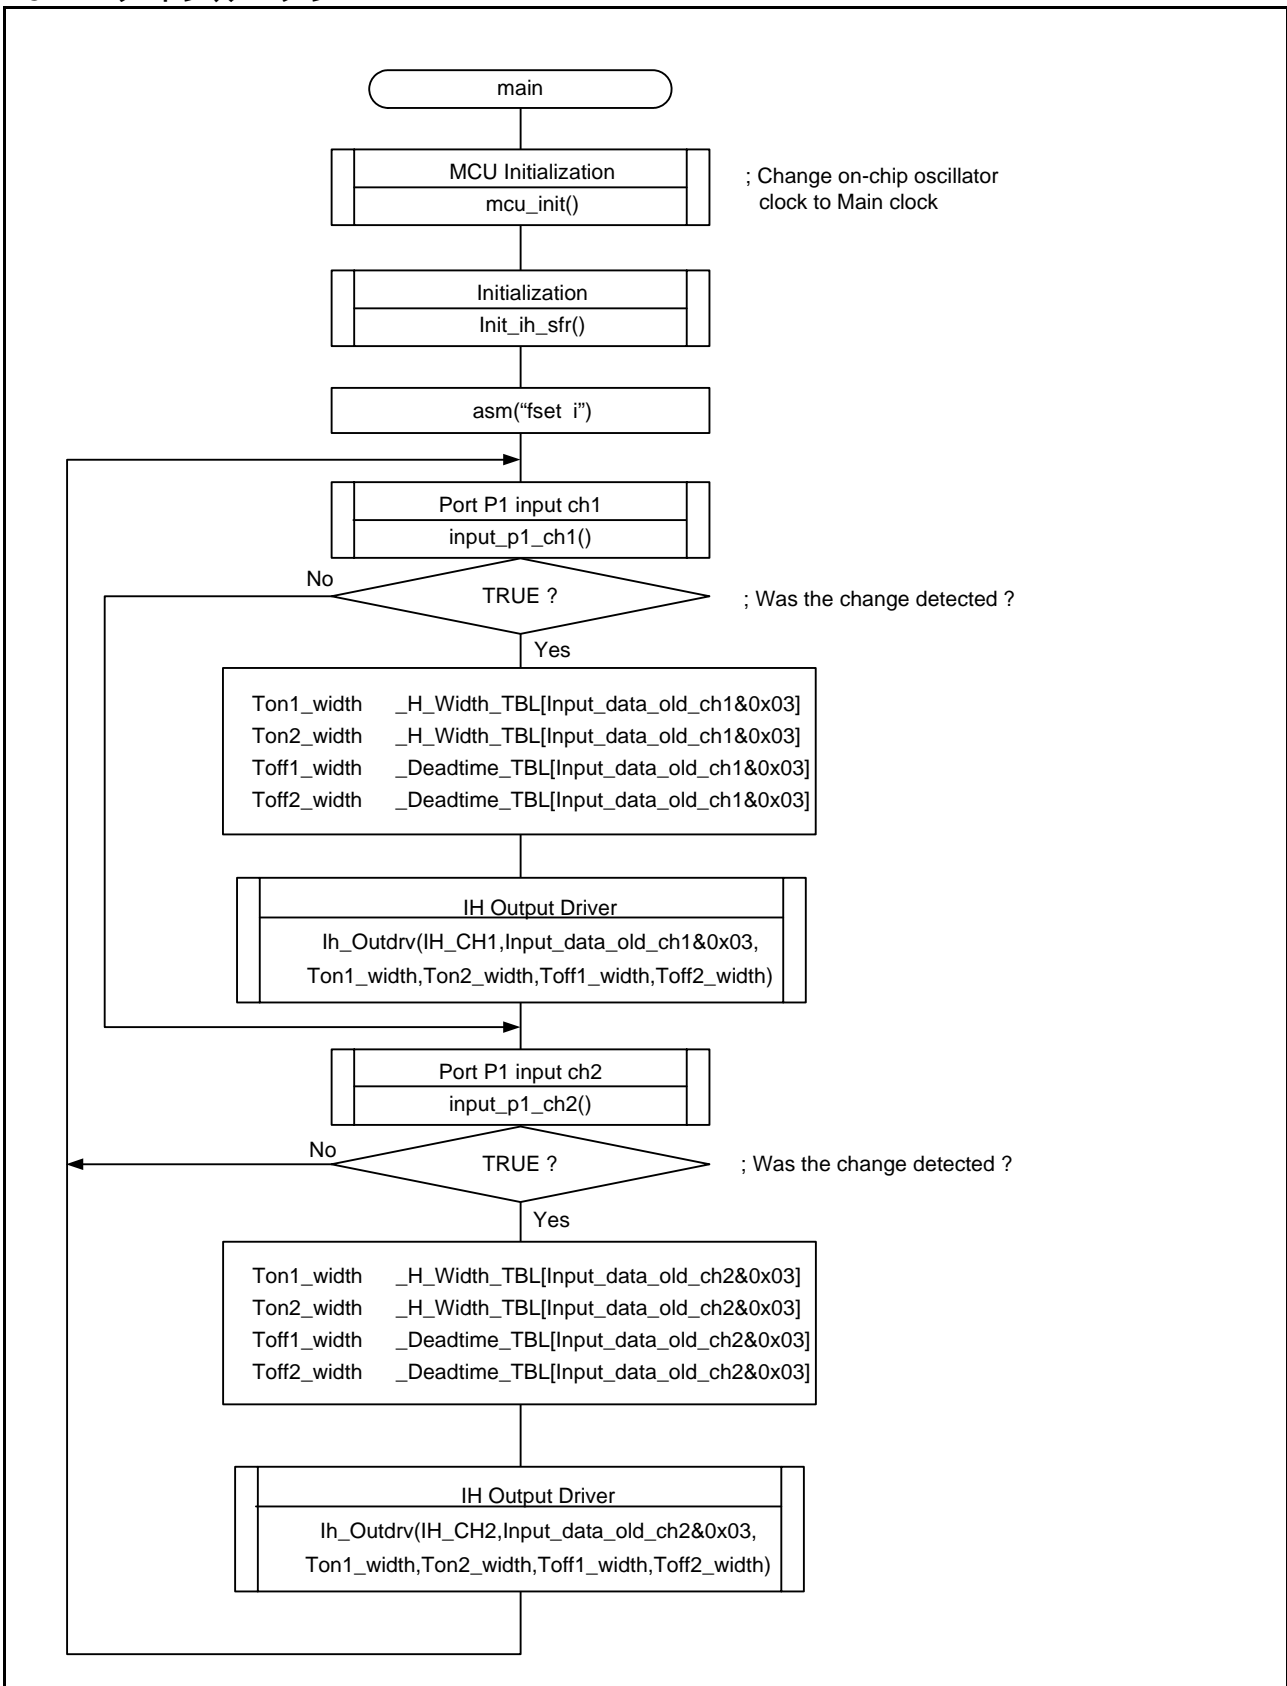 main
MCU Initialization
mcu_init()
; Change on-chip oscillator
clock to Main clock
Initialization
Init_ih_sfr()
asm(“fset i”)
Port P1 input ch1
input_p1_ch1()
No
TRUE ?
; Was the change detected ?
Yes
Ton1_width _H_Width_TBL[Input_data_old_ch1&0x03]
Ton2_width _H_Width_TBL[Input_data_old_ch1&0x03]
Toff1_width _Deadtime_TBL[Input_data_old_ch1&0x03]
Toff2_width _Deadtime_TBL[Input_data_old_ch1&0x03]
IH Output Driver
Ih_Outdrv(IH_CH1,Input_data_old_ch1&0x03,
Ton1_width,Ton2_width,Toff1_width,Toff2_width)
Port P1 input ch2
input_p1_ch2()
No
TRUE ?
; Was the change detected ?
Yes
Ton1_width _H_Width_TBL[Input_data_old_ch2&0x03]
Ton2_width _H_Width_TBL[Input_data_old_ch2&0x03]
Toff1_width _Deadtime_TBL[Input_data_old_ch2&0x03]
Toff2_width _Deadtime_TBL[Input_data_old_ch2&0x03]
IH Output Driver
Ih_Outdrv(IH_CH2,Input_data_old_ch2&0x03,
Ton1_width,Ton2_width,Toff1_width,Toff2_width)